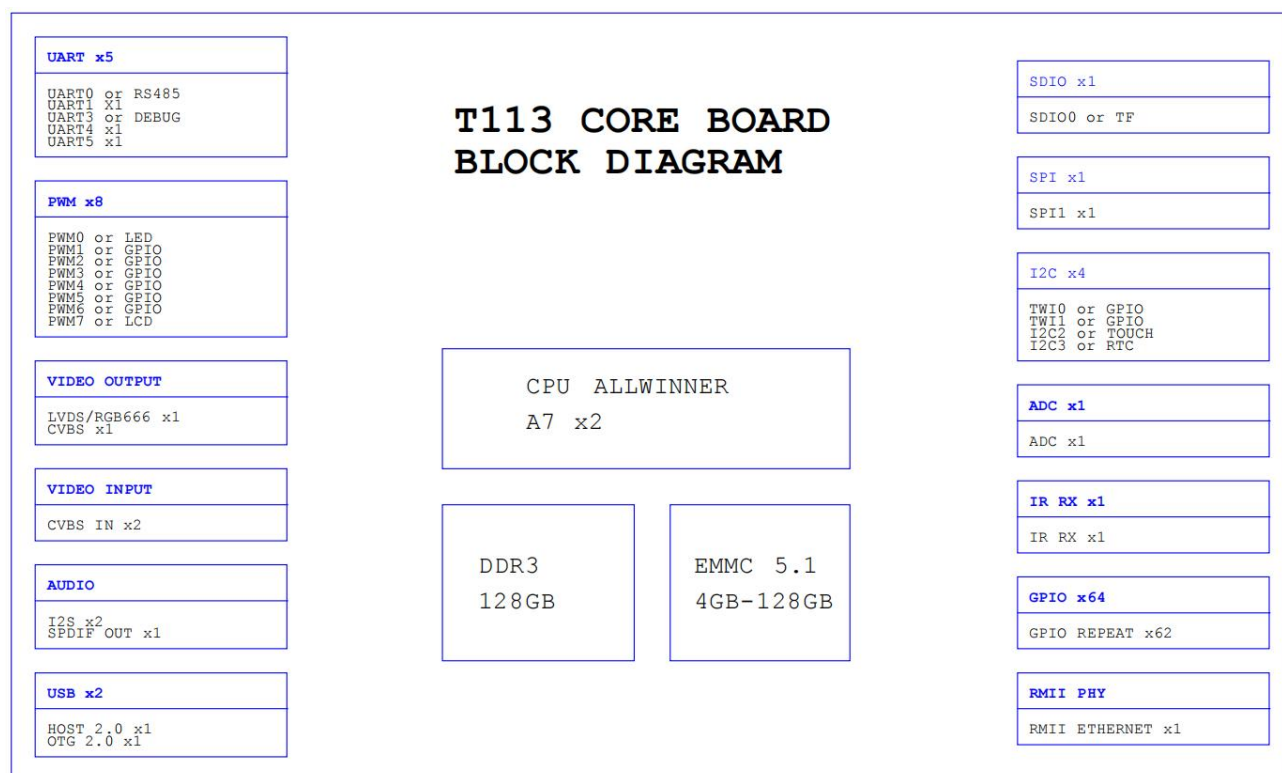 UART x5
UART0 or RS485
UART1 X1
UART3 or DEBUG
UART4 x1
UART5 x1
PWM x8
PWM0 or LED
PWM1 or GPIO
PWM2 or GPIO
PWM3 or GPIO
PWM4 or GPIO
PWM5 or GPIO
PWM6 or GPIO
PWM7 or LCD
VIDEO OUTPUT
LVDS/RGB666 x1
CVBS x1
VIDEO INPUT
CVBS IN x2
AUDIO
I2S x2
SPDIF OUT x1
USB x2
HOST 2.0 x1
OTG 2.0 x1
T113 CORE BOARD
BLOCK DIAGRAM
CPU ALLWINNER
A7 x2
DDR3
128GB
EMMC 5.1
4GB-128GB
SDIO x1
SDIO0 or TF
SPI x1
SPI1 x1
I2C x4
TWI0 or GPIO
TWI1 or GPIO
I2C2 or TOUCH
I2C3 or RTC
ADC x1
ADC x1
IR RX x1
IR RX x1
GPIO x64
GPIO REPEAT x62
RMII PHY
RMII ETHERNET x1